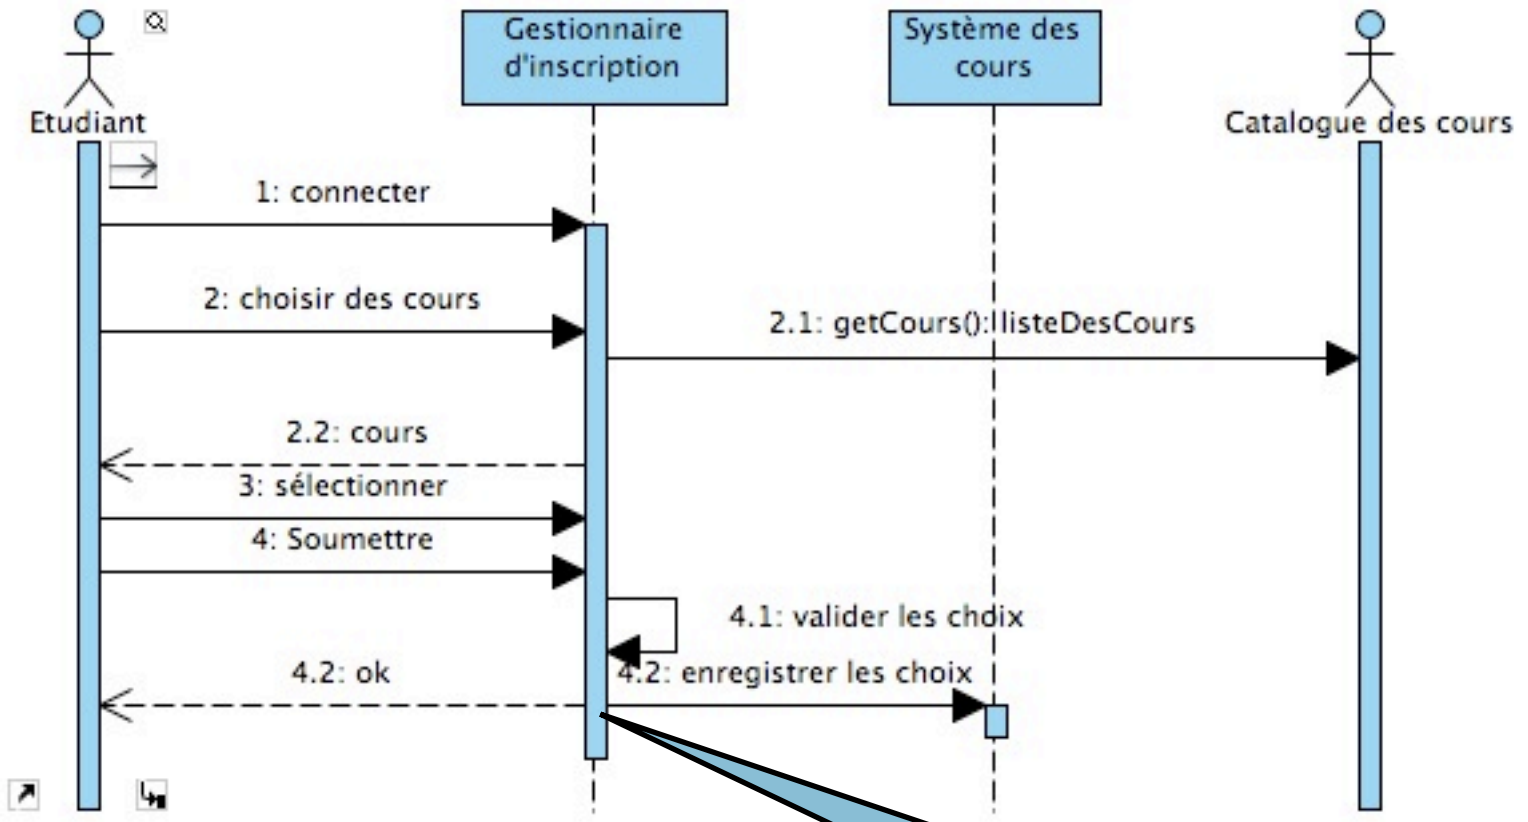 Gestionnaire
d'inscription
Système des
cours
Etudiant
Catalogue des cours
1: connecter
2: choisir des cours
2.1: getCours(): listeDesCours
2.2: cours
3: sélectionner
4: Soumettre
4.1: valider les choix
4.2: ok
4.2: enregistrer les choix